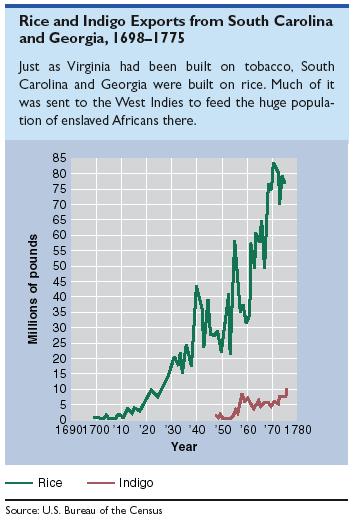 Rice and Indigo Exports from South Carolina
and Georgia, 1698–1775
Just as Virginia had been built on tobacco, South
Carolina and Georgia were built on rice. Much of it
was sent to the West Indies to feed the huge popula-
tion of enslaved Africans there.
85
80
75
70
65
60
55
50
45
40
35
30
25
20
15
10
5
0
Millions of pounds
1690 1700 '10 '20 '30 '40 '50 '60 '70 1780
Year
Rice Indigo
Source: U.S. Bureau of the Census